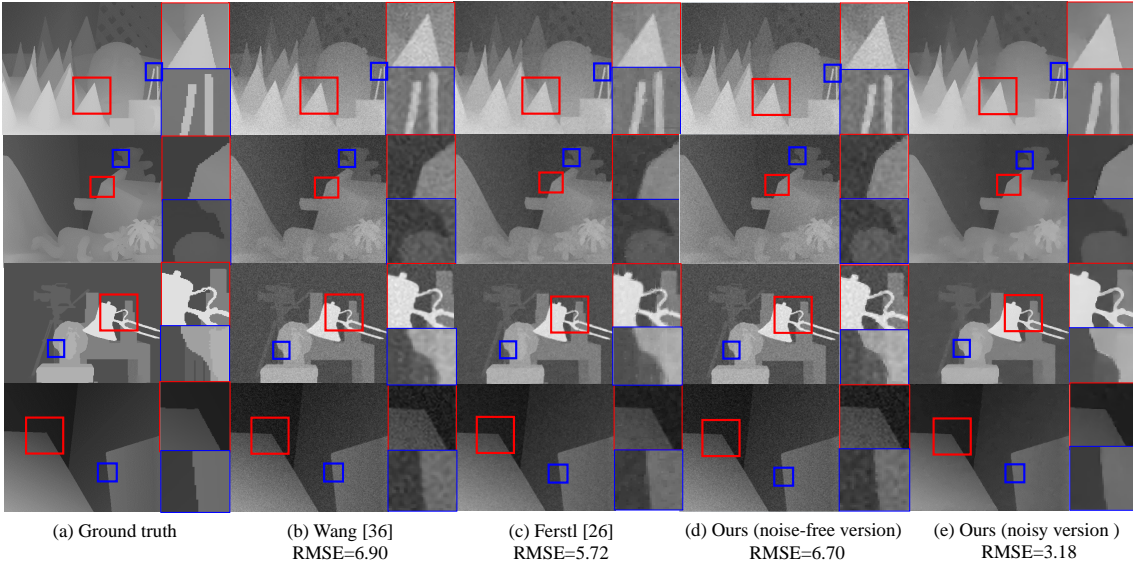 (a) Ground truth
(b) Wang [36]
RMSE=6.90
(c) Ferstl [26]
RMSE=5.72
(d) Ours (noise-free version)
RMSE=6.70
(e) Ours (noisy version )
RMSE=3.18